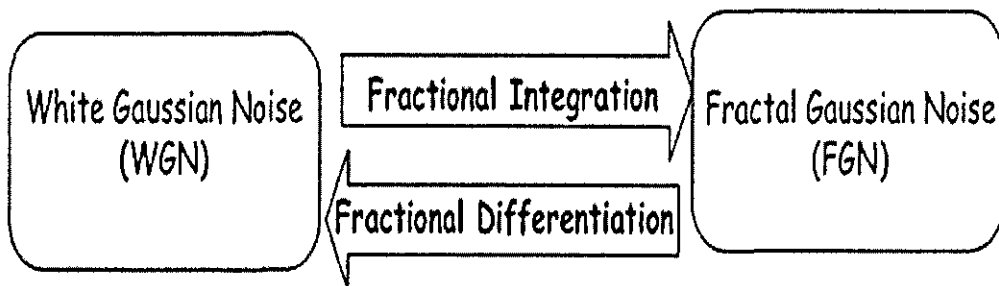 White Gaussian Noise
(WGN)
Fractional Integration
Fractal Gaussian Noise
(FGN)
Fractional Differentiation